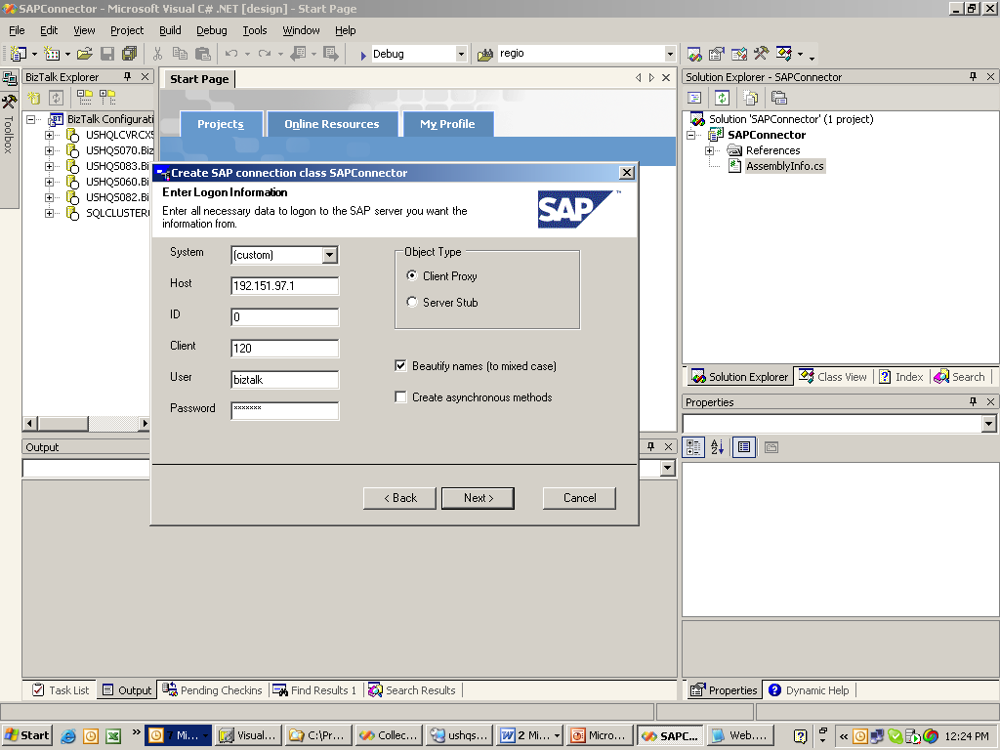 SAPConnector - Microsoft Visual C# .NET [design] - Start Page
File Edit View Project Build Debug Tools Window Help
Debug regio
BizTalk Explorer
Start Page
Solution Explorer - SAPConnector
Toolbox
Projects Online Resources My Profile
BizTalk Configurati
USHQLCVRCX5
USHQS070.Biz
USHQS083.Bi
USHQS060.Bi
USHQS082.Bi
SQLCLUSTER
Solution 'SAPConnector' (1 project)
SAPConnector
References
AssemblyInfo.cs
Create SAP connection class SAPConnector
Enter Logon Information
Enter all necessary data to logon to the SAP server you want the
information from.
SAP
TM
System (custom)
Host 192.151.97.1
ID 0
Client 120
User biztalk
Password *******
Object Type
Client Proxy
Server Stub
Beautify names (to mixed case)
Create asynchronous methods
< Back Next > Cancel
Solution Explorer Class View Index Search
Properties
Output
Task List Output Pending Checkins Find Results 1 Search Results
Properties Dynamic Help
Start » 7 Mi... Visual... C:\Pr... Collec... ushqs... 2 Mi... Micro... SAPC... Web.... « 12:24 PM